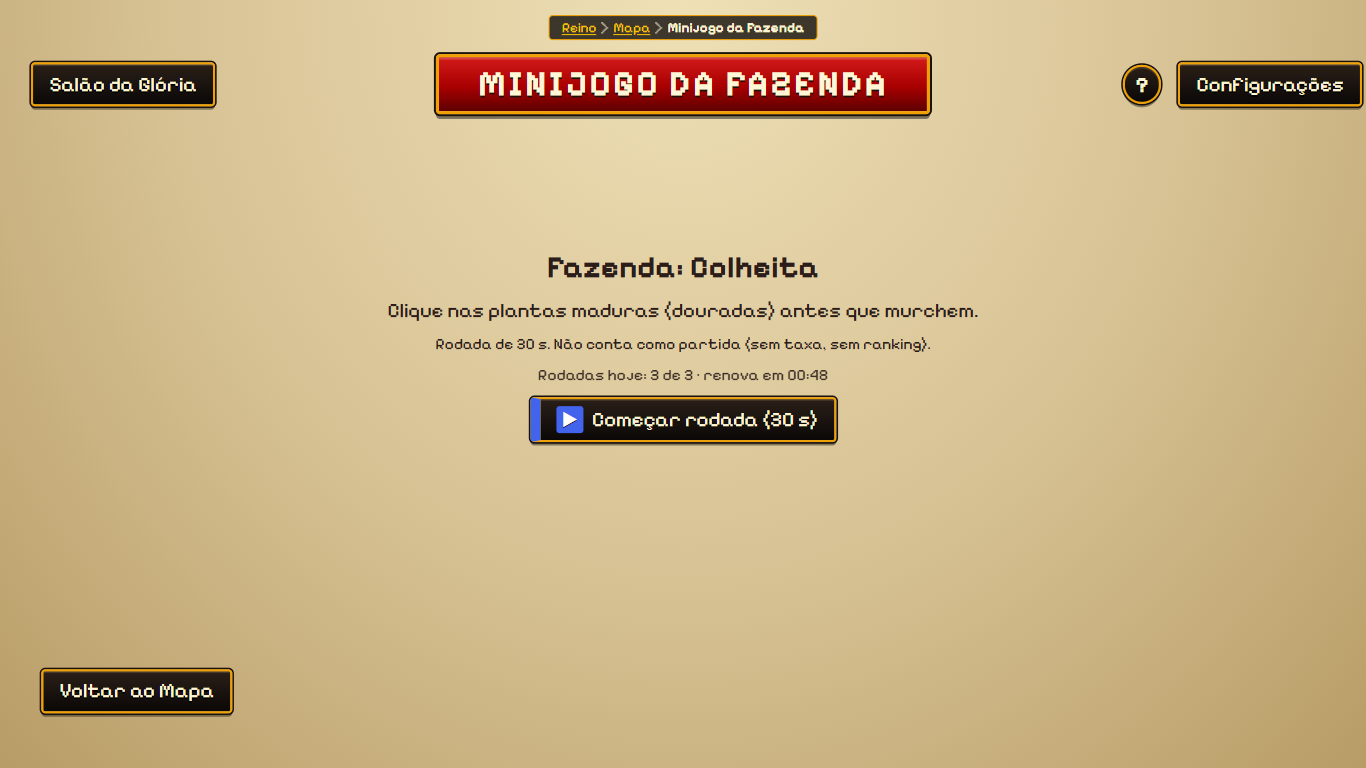 Reino > Mapa > Minijogo da Fazenda
Salão da Glória
MINIJOGO DA FAZENDA
?
Configurações
Fazenda: Colheita
Clique nas plantas maduras (douradas) antes que murchem.
Rodada de 30 s. Não conta como partida (sem taxa, sem ranking).
Rodadas hoje: 3 de 3 · renova em 00:48
Começar rodada (30 s)
Voltar ao Mapa